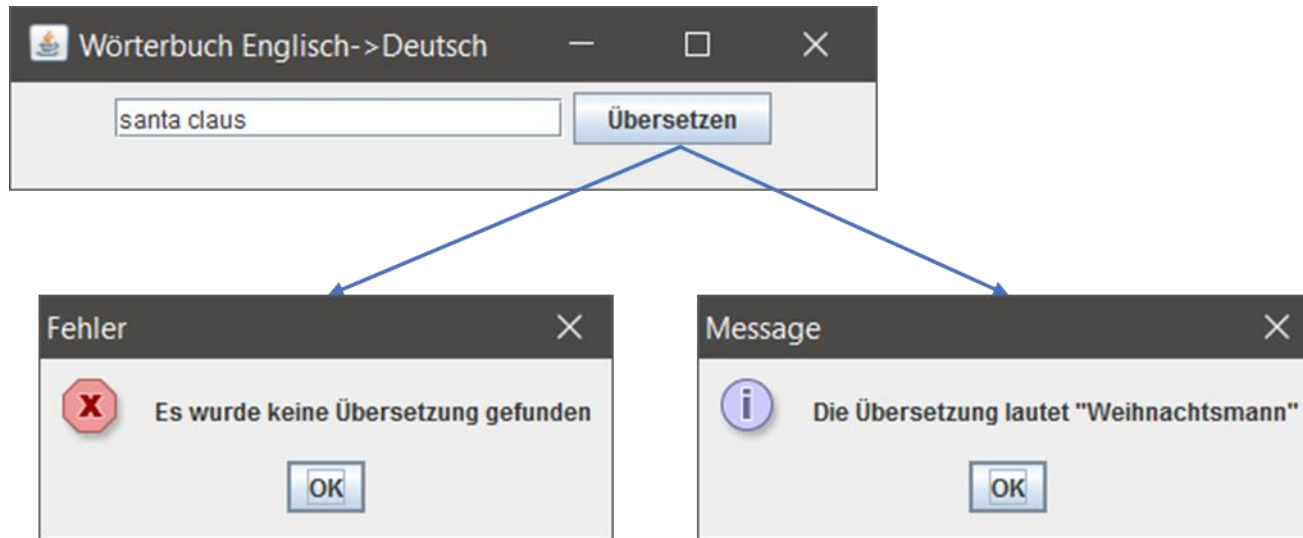 Wörterbuch Englisch->Deutsch
santa claus
Übersetzen
Fehler
Es wurde keine Übersetzung gefunden
OK
Message
Die Übersetzung lautet "Weihnachtsmann"
OK